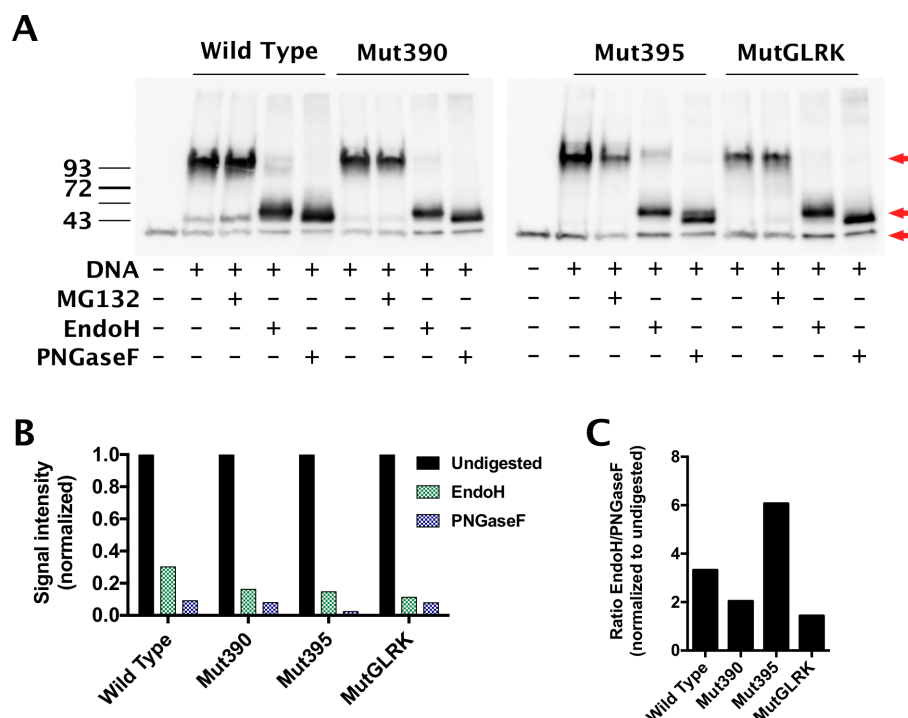 A
Wild Type Mut390 Mut395 MutGLRK
93
72
43
DNA – + + + + + + + + – + + + + + + + +
MG132 + + + +
EndoH + + + +
PNGaseF + + + +
B
Signal intensity
(normalized)
1.0
0.8
0.6
0.4
0.2
0.0
Undigested
EndoH
PNGaseF
Wild Type Mut390 Mut395 MutGLRK
C
Ratio EndoH/PNGaseF
(normalized to undigested)
8
6
4
2
0
Wild Type Mut390 Mut395 MutGLRK